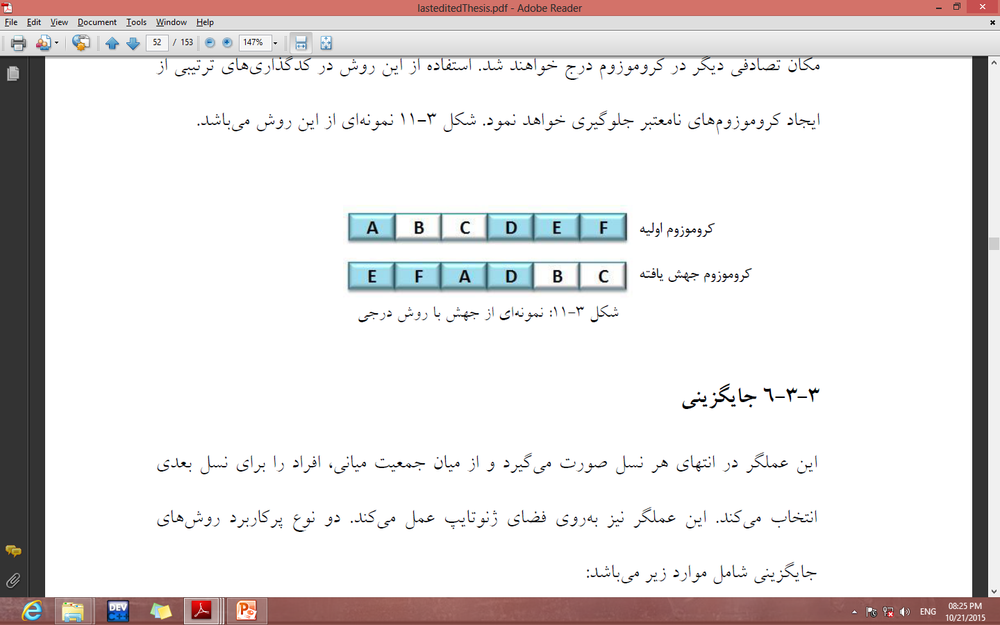 lasteditedThesis.pdf - Adobe Reader
File Edit View Document Tools Window Help
52 / 153 147%
مکان تصادفی دیگر در کروموزوم درج خواهند شد. استفاده از این روش در کدگذاری‌های ترتیبی از
ایجاد کروموزوم‌های نامعتبر جلوگیری خواهد نمود. شکل ۳-۱۱ نمونه‌ای از این روش می‌باشد.
A B C D E F کروموزوم اولیه
E F A D B C کروموزوم جهش یافته
شکل ۳-۱۱: نمونه‌ای از جهش با روش درجی
۳-۳-۶ جایگزینی
این عملگر در انتهای هر نسل صورت می‌گیرد و از میان جمعیت میانی، افراد را برای نسل بعدی
انتخاب می‌کند. این عملگر نیز به‌روی فضای ژنوتایپ عمل می‌کند. دو نوع پرکاربرد روش‌های
جایگزینی شامل موارد زیر می‌باشد:
DEV C++
ENG
08:25 PM
10/21/2015